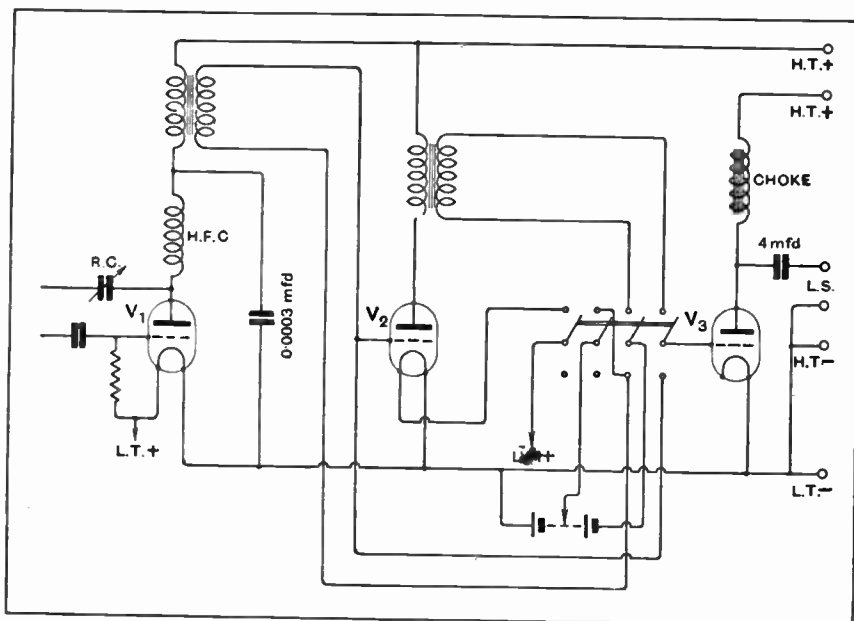 H.T.+
H.T.+
CHOKE
H.F.C
R.C.
4 mfd
L.S.
V1
0.0003 mfd
V2
V3
H.T.-
L.T.+
L.T.-